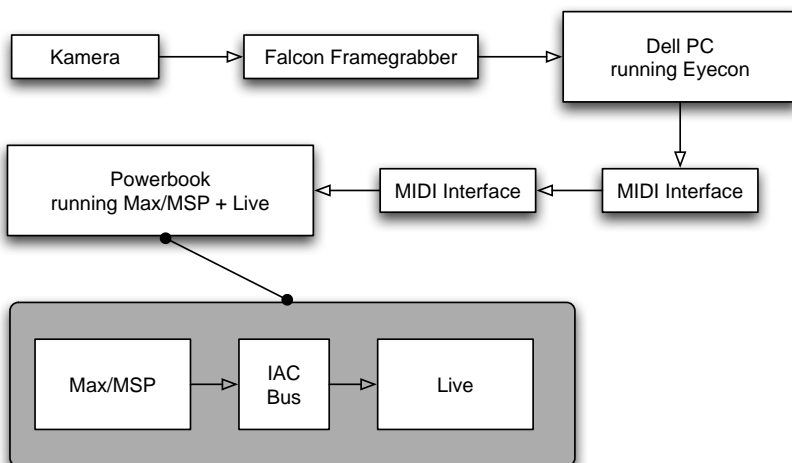 Kamera
Falcon Framegrabber
Dell PC
running Eyecon
Powerbook
running Max/MSP + Live
MIDI Interface
MIDI Interface
Max/MSP
IAC
Bus
Live